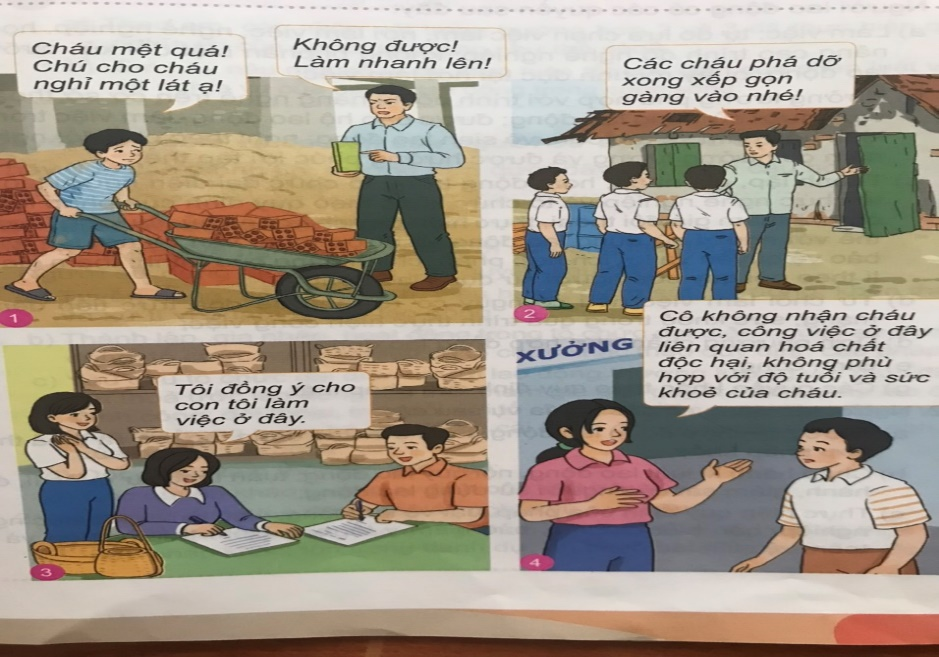 Cháu mệt quá!
Chú cho cháu
nghỉ một lát ạ!
Không được!
Làm nhanh lên!
1
Các cháu phá dỡ
xong xếp gọn
gàng vào nhé!
2
Tôi đồng ý cho
con tôi làm
việc ở đây.
3
XƯỞNG
Cô không nhận cháu
được, công việc ở đây
liên quan hoá chất
độc hại, không phù
hợp với độ tuổi và sức
khoẻ của cháu.
4